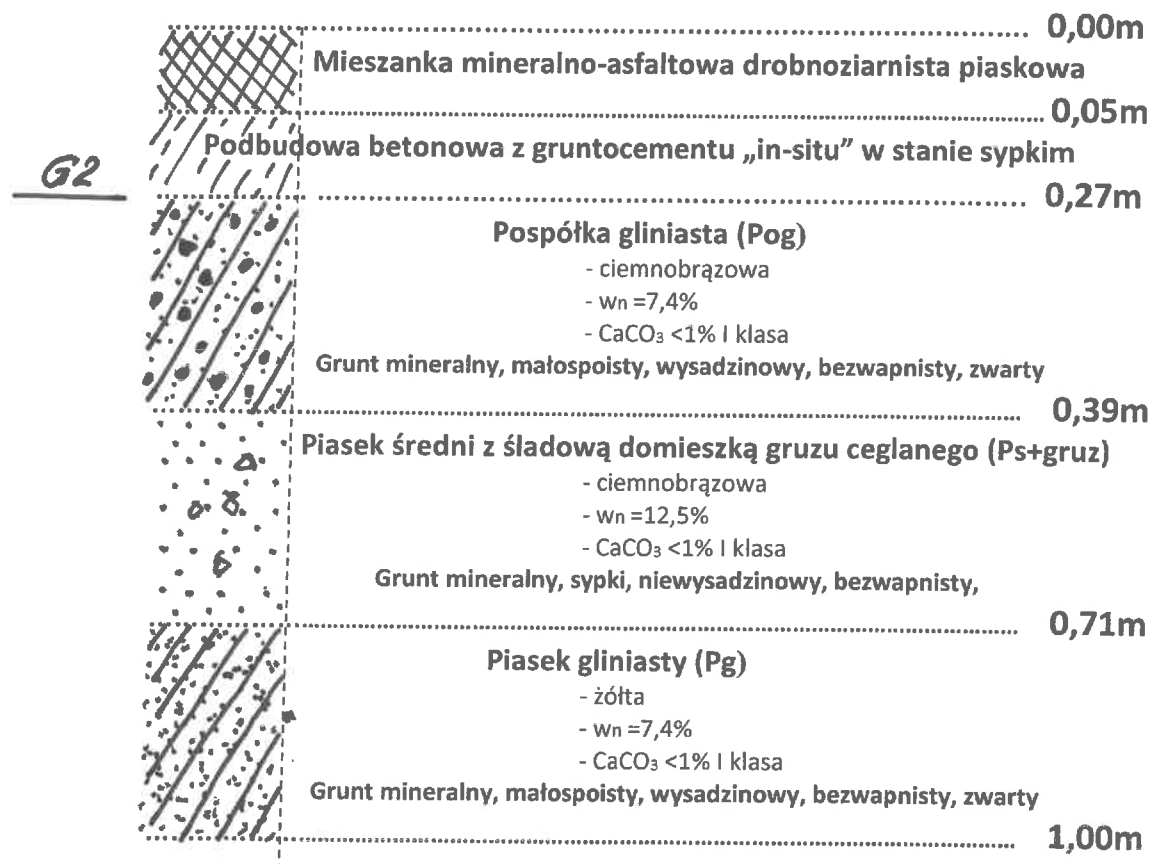 0,00m
Mieszanka mineralno-asfaltowa drobnoziarnista piaskowa
0,05m
Podbudowa betonowa z gruntocementu „in-situ” w stanie sypkim
G2
0,27m
Pospółka gliniasta (Pog)
- ciemnobrązowa
- wn =7,4%
- CaCO₃ <1% I klasa
Grunt mineralny, małospoisty, wysadzinowy, bezwapnisty, zwarty
0,39m
Piasek średni z śladową domieszką gruzu ceglanego (Ps+gruz)
- ciemnobrązowa
- wn =12,5%
- CaCO₃ <1% I klasa
Grunt mineralny, sypki, niewysadzinowy, bezwapnisty,
0,71m
Piasek gliniasty (Pg)
- żółta
- wn =7,4%
- CaCO₃ <1% I klasa
Grunt mineralny, małospoisty, wysadzinowy, bezwapnisty, zwarty
1,00m